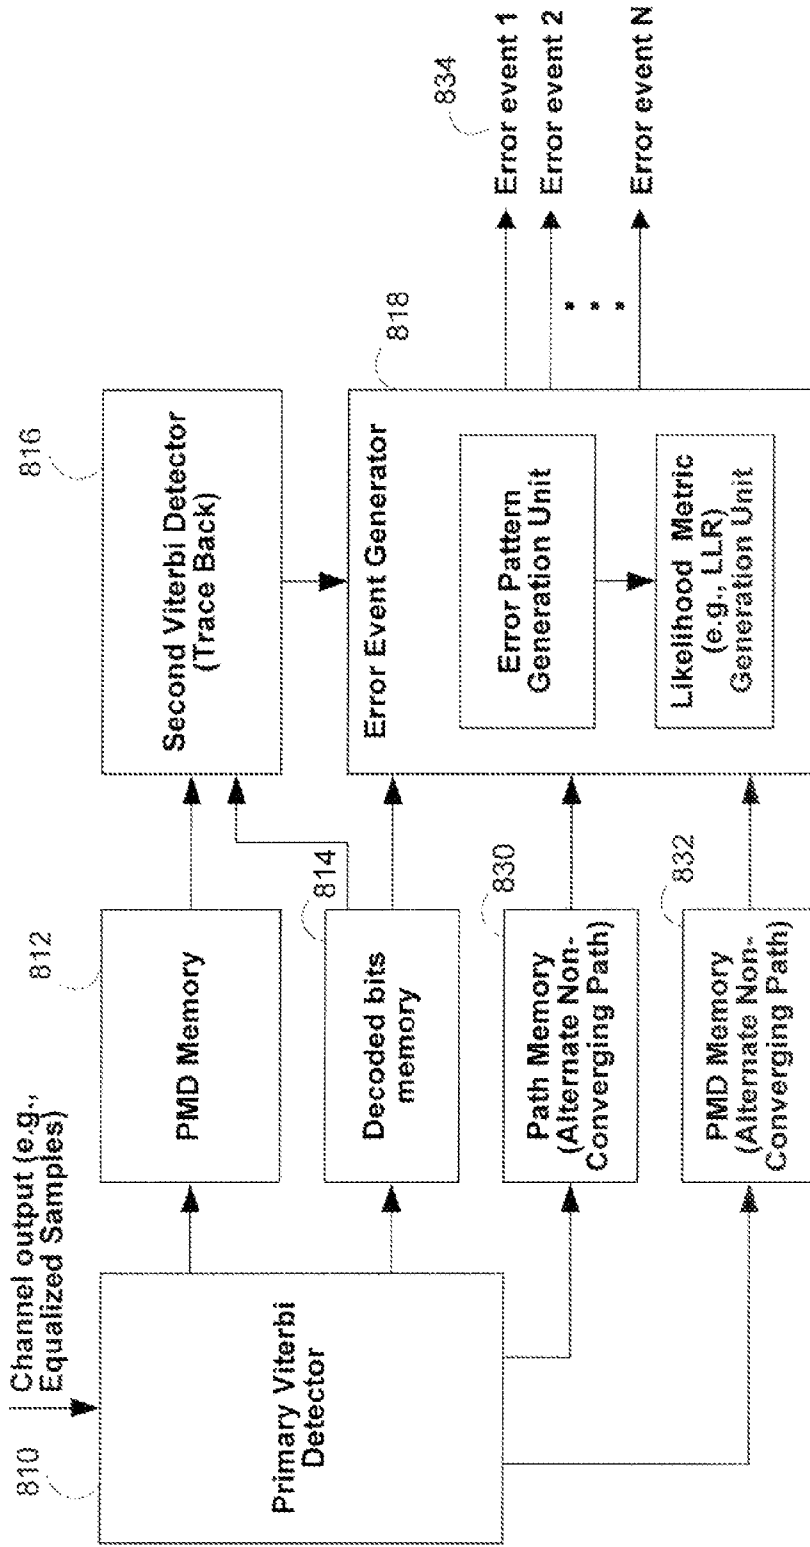 Channel output (e.g.,
Equalized Samples)
810
Primary Viterbi
Detector
812
PMD Memory
814
Decoded bits
memory
830
Path Memory
(Alternate Non-
Converging Path)
832
PMD Memory
(Alternate Non-
Converging Path)
816
Second Viterbi Detector
(Trace Back)
818
Error Event Generator
Error Pattern
Generation Unit
Likelihood Metric
(e.g., LLR)
Generation Unit
834
Error event 1
Error event 2
Error event N